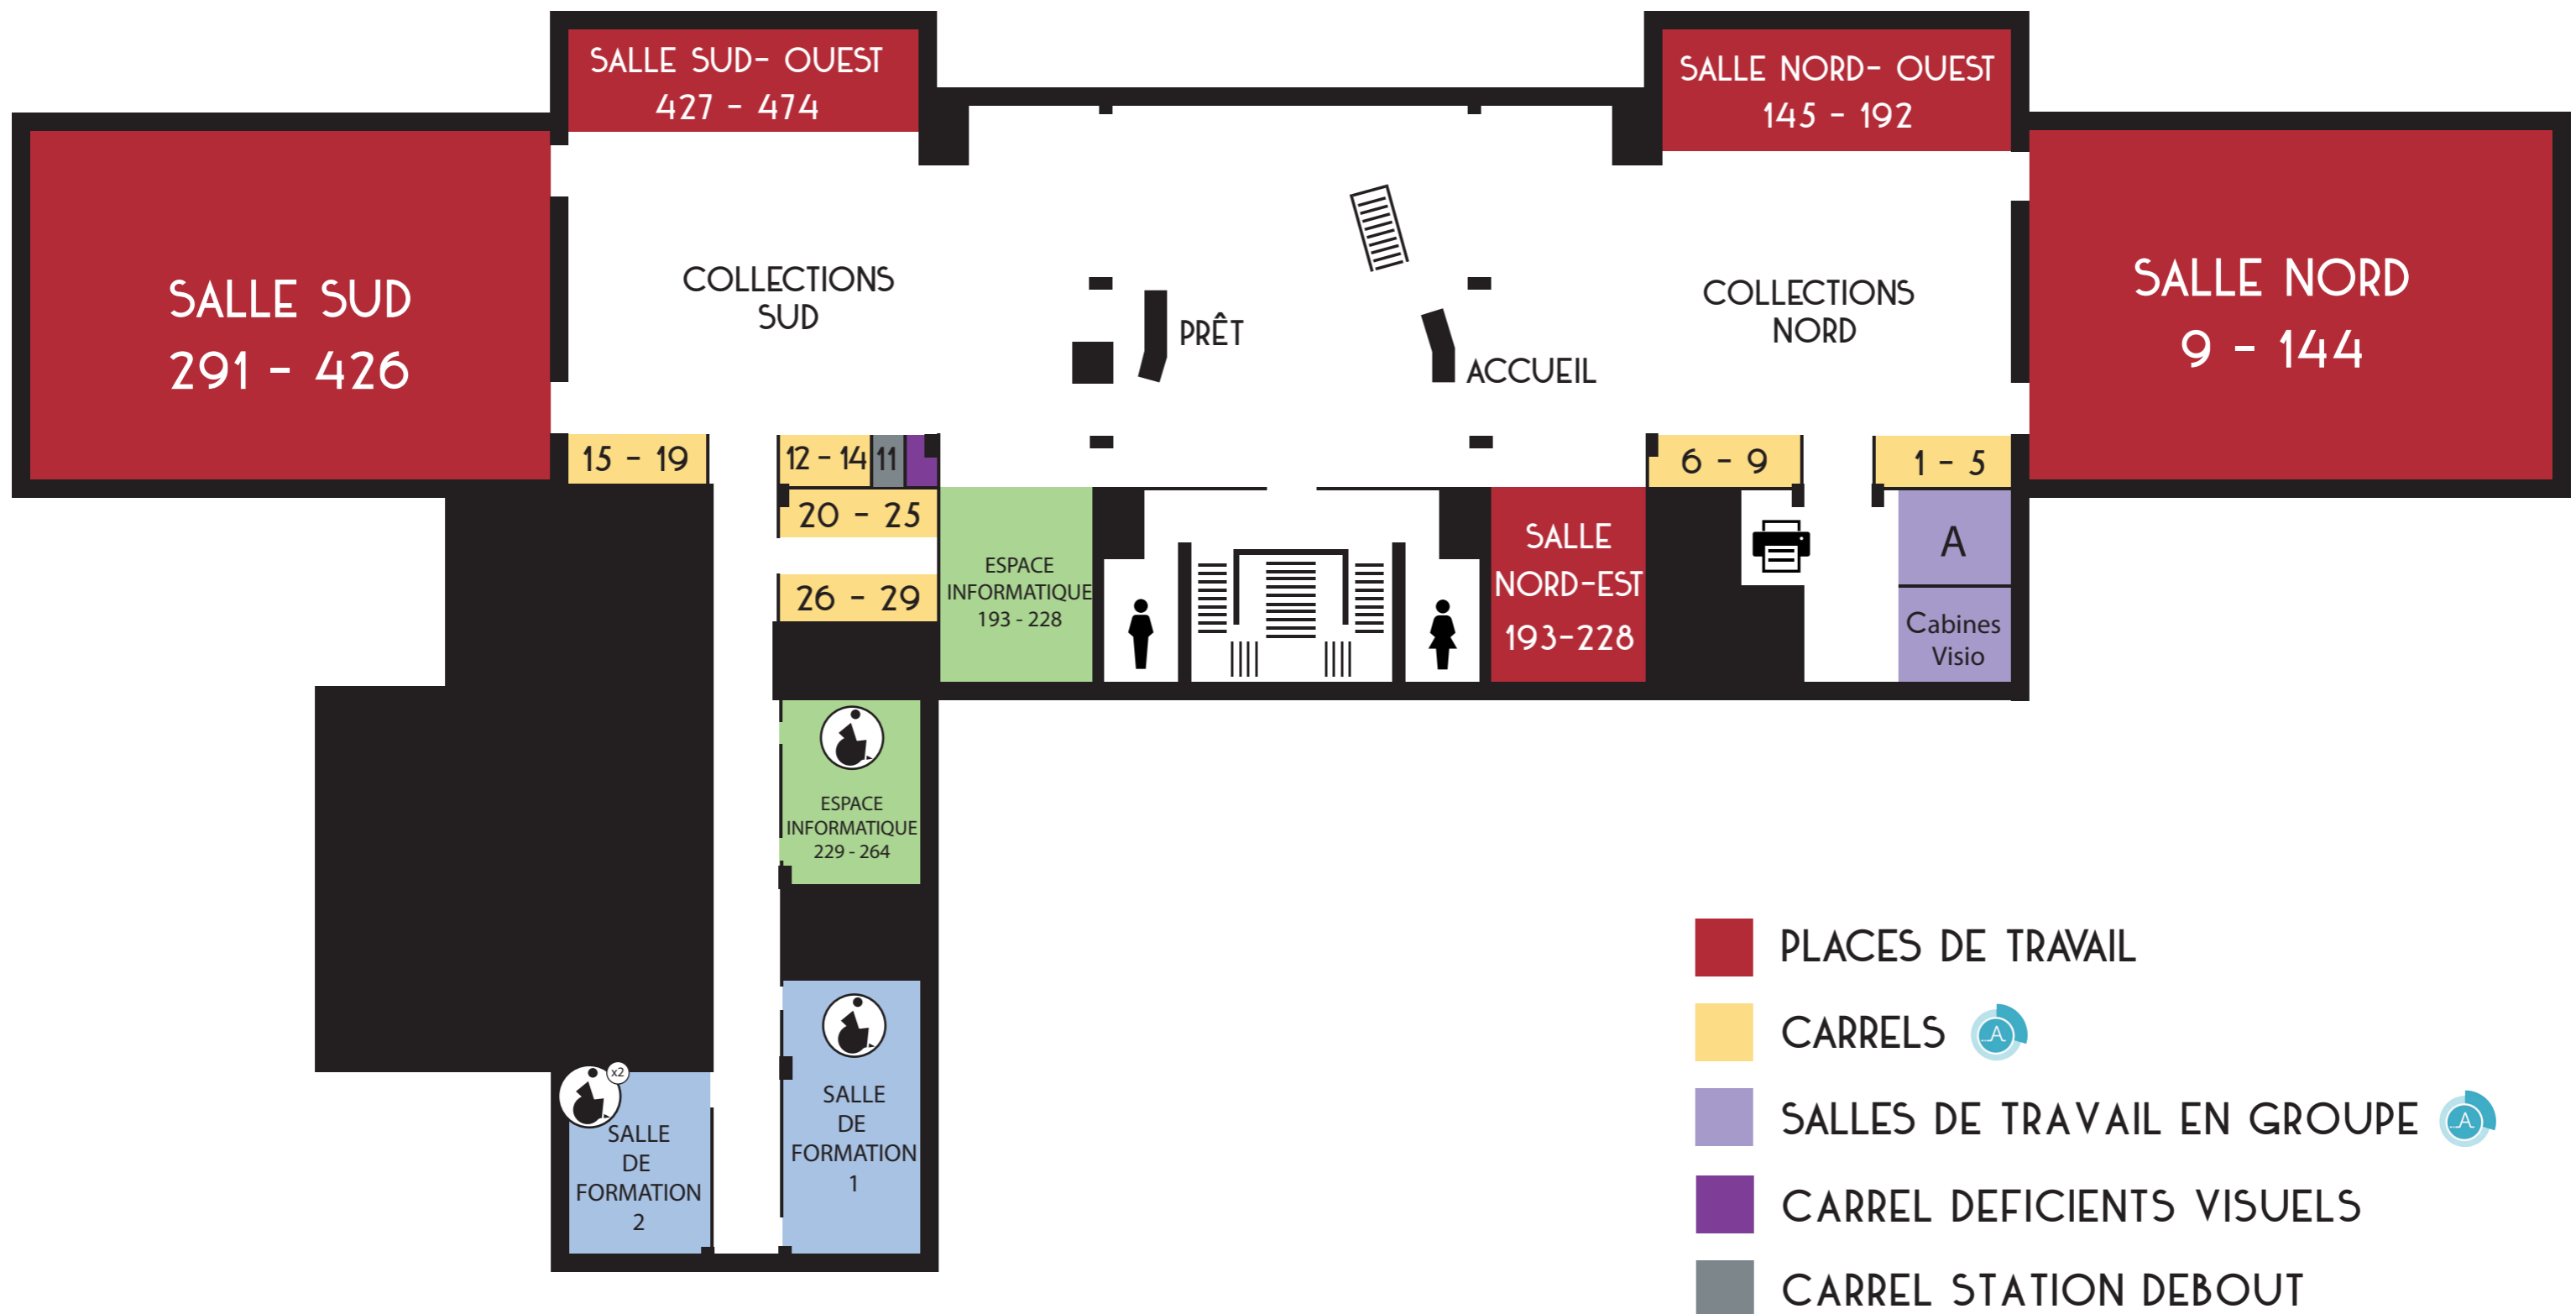 SALLE SUD- OUEST
427 - 474
SALLE NORD- OUEST
145 - 192
SALLE SUD
291 - 426
COLLECTIONS
SUD
PRÊT
ACCUEIL
COLLECTIONS
NORD
SALLE NORD
9 - 144
15 - 19
12 - 14
11
6 - 9
1 - 5
20 - 25
26 - 29
ESPACE
INFORMATIQUE
193 - 228
SALLE
NORD-EST
193-228
A
Cabines
Visio
ESPACE
INFORMATIQUE
229 - 264
SALLE
DE
FORMATION
1
x2
SALLE
DE
FORMATION
2
PLACES DE TRAVAIL
CARRELS
A
SALLES DE TRAVAIL EN GROUPE
A
CARREL DEFICIENTS VISUELS
CARREL STATION DEBOUT